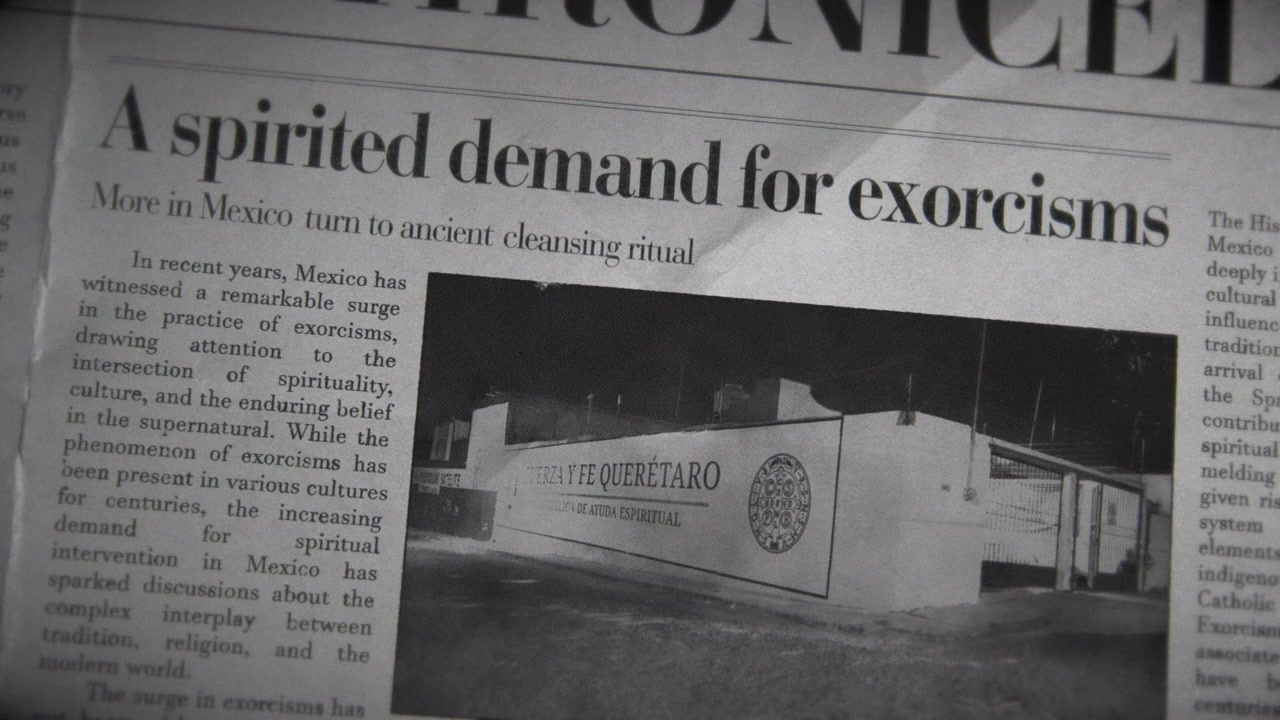 A spirited demand for exorcisms
More in Mexico turn to ancient cleansing ritual
In recent years, Mexico has
witnessed a remarkable surge
in the practice of exorcisms,
drawing attention to the
intersection of spirituality,
culture, and the enduring belief
in the supernatural. While the
phenomenon of exorcisms has
been present in various cultures
for centuries, the increasing
demand for spiritual
intervention in Mexico has
sparked discussions about the
complex interplay between
tradition, religion, and the
modern world.
The surge in exorcisms has
Y FE QUERÉTARO
DE AYUDA ESPIRITUAL
The
Mexico
deeply
cultural
arrival
the
spiritual
melding
given
system
elements
Catholic
have